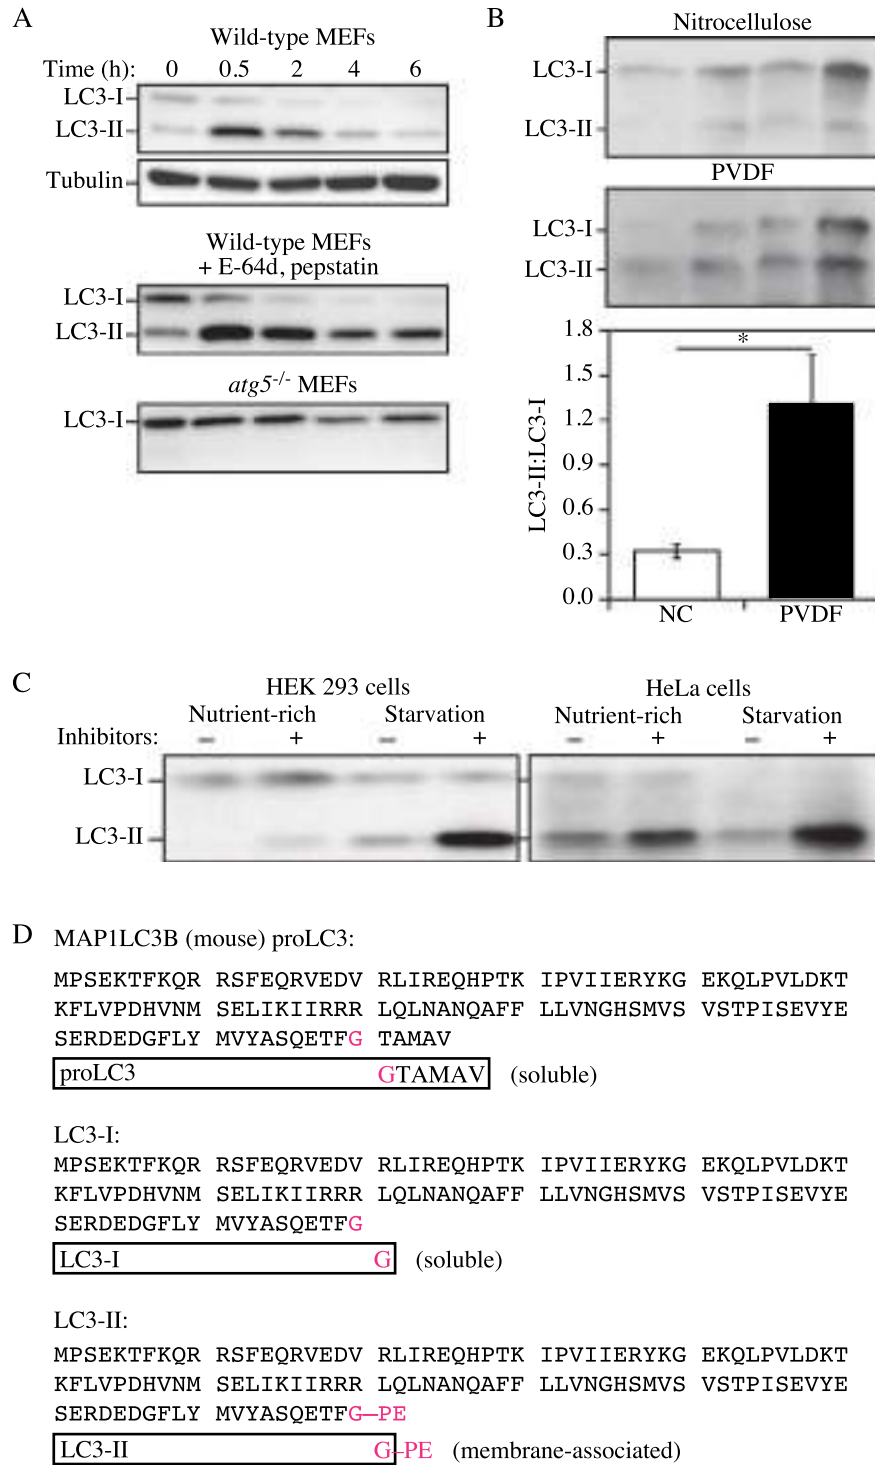 A
Wild-type MEFs
Time (h): 0 0.5 2 4 6
LC3-I
LC3-II
Tubulin
Wild-type MEFs
+ E-64d, pepstatin
LC3-I
LC3-II
atg5-/- MEFs
LC3-I
B
Nitrocellulose
LC3-I
LC3-II
PVDF
LC3-I
LC3-II
1.8
*
1.5
1.2
0.9
0.6
0.3
0.0
LC3-II:LC3-I
NC PVDF
C
HEK 293 cells HeLa cells
Nutrient-rich Starvation Nutrient-rich Starvation
Inhibitors: – + – + – + – +
LC3-I
LC3-II
D MAP1LC3B (mouse) proLC3:
MPSEKTFKQR RSFEQRVEDV RLIREQHPTK IPVIIERYKG EKQLPVLDKT
KFLVPDHVNM SELIKIIRRR LQLNANQAFF LLVNGHSMVS VSTPISEVYE
SERDEDGFLY MVYASQETFG TAMAV
proLC3 GTAMAV (soluble)
LC3-I:
MPSEKTFKQR RSFEQRVEDV RLIREQHPTK IPVIIERYKG EKQLPVLDKT
KFLVPDHVNM SELIKIIRRR LQLNANQAFF LLVNGHSMVS VSTPISEVYE
SERDEDGFLY MVYASQETFG
LC3-I G (soluble)
LC3-II:
MPSEKTFKQR RSFEQRVEDV RLIREQHPTK IPVIIERYKG EKQLPVLDKT
KFLVPDHVNM SELIKIIRRR LQLNANQAFF LLVNGHSMVS VSTPISEVYE
SERDEDGFLY MVYASQETFG–PE
LC3-II G–PE (membrane-associated)